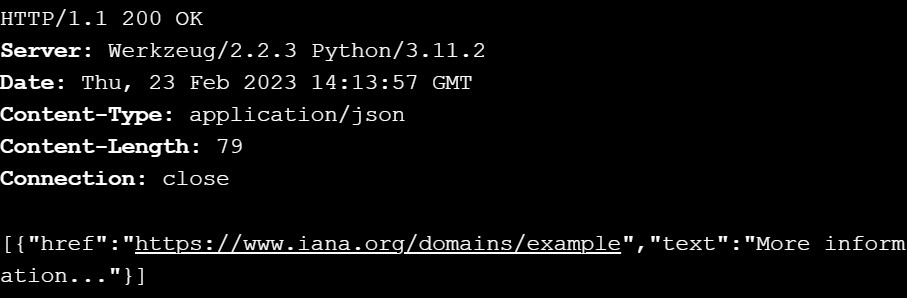 HTTP/1.1 200 OK
Server: Werkzeug/2.2.3 Python/3.11.2
Date: Thu, 23 Feb 2023 14:13:57 GMT
Content-Type: application/json
Content-Length: 79
Connection: close

[{"href":"https://www.iana.org/domains/example","text":"More inform
ation..."}]